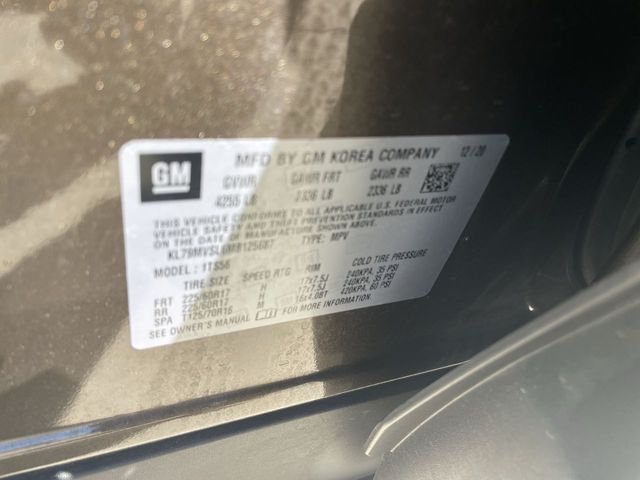 GM
MFD BY GM KOREA COMPANY 12/20
GVWR GAWR FRT GAWR RR
4255 LB 2336 LB 2336 LB
THIS VEHICLE CONFORMS TO ALL APPLICABLE U.S. FEDERAL MOTOR
VEHICLE SAFETY AND THEFT PREVENTION STANDARDS IN EFFECT
ON THE DATE OF MANUFACTURE SHOWN ABOVE.
KL79MVSL6MB125687 TYPE: MPV
MODEL: 1TS56
TIRE SIZE SPEED RTG RIM COLD TIRE PRESSURE
FRT 225/60R17 H 17x7.5J 240KPA, 35 PSI
RR 225/60R17 H 17x7.5J 240KPA, 35 PSI
SPA T125/70R16 M 16x4.0BT 420KPA, 60 PSI
SEE OWNER'S MANUAL FOR MORE INFORMATION.